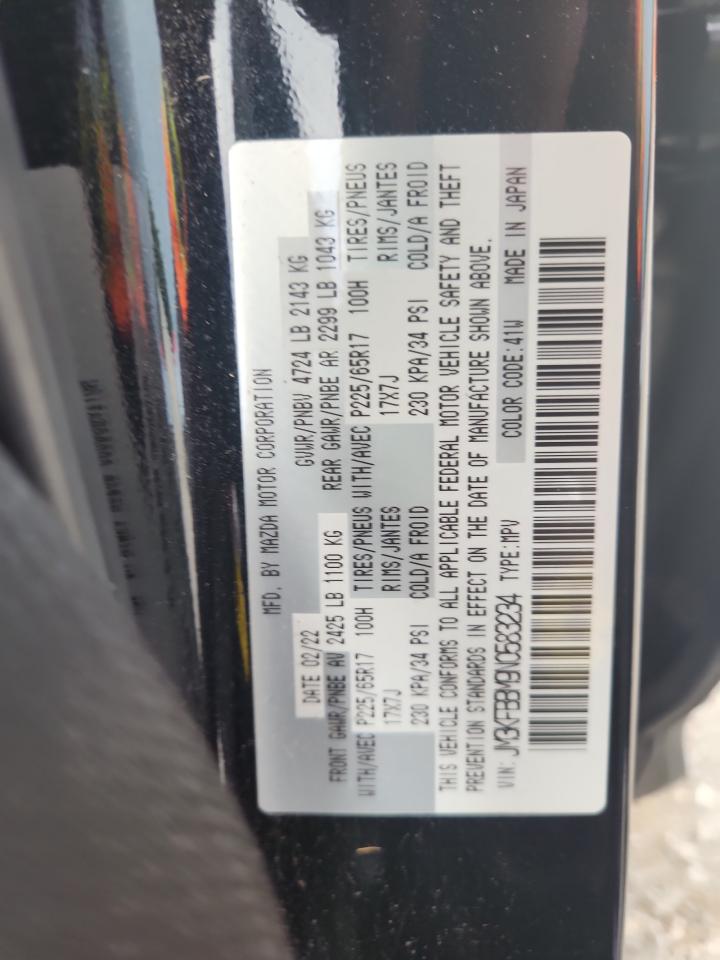 MFD. BY MAZDA MOTOR CORPORATION
DATE 02/22 GVWR/PNBV 4724 LB 2143 KG
FRONT GAWR/PNBE AV 2425 LB 1100 KG REAR GAWR/PNBE AR 2299 LB 1043 KG
WITH/AVEC P225/65R17 100H TIRES/PNEUS WITH/AVEC P225/65R17 100H TIRES/PNEUS
17X7J RIMS/JANTES 17X7J RIMS/JANTES
230 KPA/34 PSI COLD/A FROID 230 KPA/34 PSI COLD/A FROID
THIS VEHICLE CONFORMS TO ALL APPLICABLE FEDERAL MOTOR VEHICLE SAFETY AND THEFT
PREVENTION STANDARDS IN EFFECT ON THE DATE OF MANUFACTURE SHOWN ABOVE.
VIN: JM3KFBBM9N0583234 TYPE:MPV COLOR CODE:41W MADE IN JAPAN